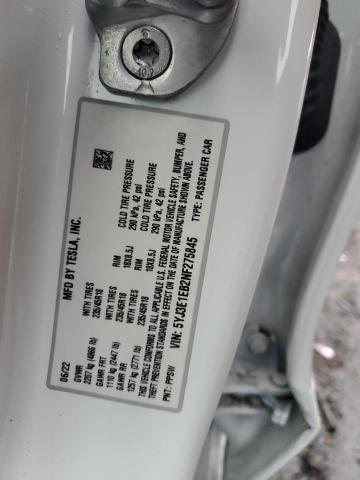 MFD BY TESLA, INC.
06/22
GVWR
2207 kg (4866 lb)
GAWR FRT WITH TIRES RIM COLD TIRE PRESSURE
1110 kg (2447 lb) 235/45R18 18X8.5J 290 kPa, 42 psi
GAWR RR WITH TIRES RIM COLD TIRE PRESSURE
1257 kg (2771 lb) 235/45R18 18X8.5J 290 kPa, 42 psi
THIS VEHICLE CONFORMS TO ALL APPLICABLE U.S. FEDERAL MOTOR VEHICLE SAFETY, BUMPER, AND
THEFT PREVENTION STANDARDS IN EFFECT ON THE DATE OF MANUFACTURE SHOWN ABOVE.
PNT: PPSW VIN: 5YJ3E1EB2NF275845 TYPE: PASSENGER CAR